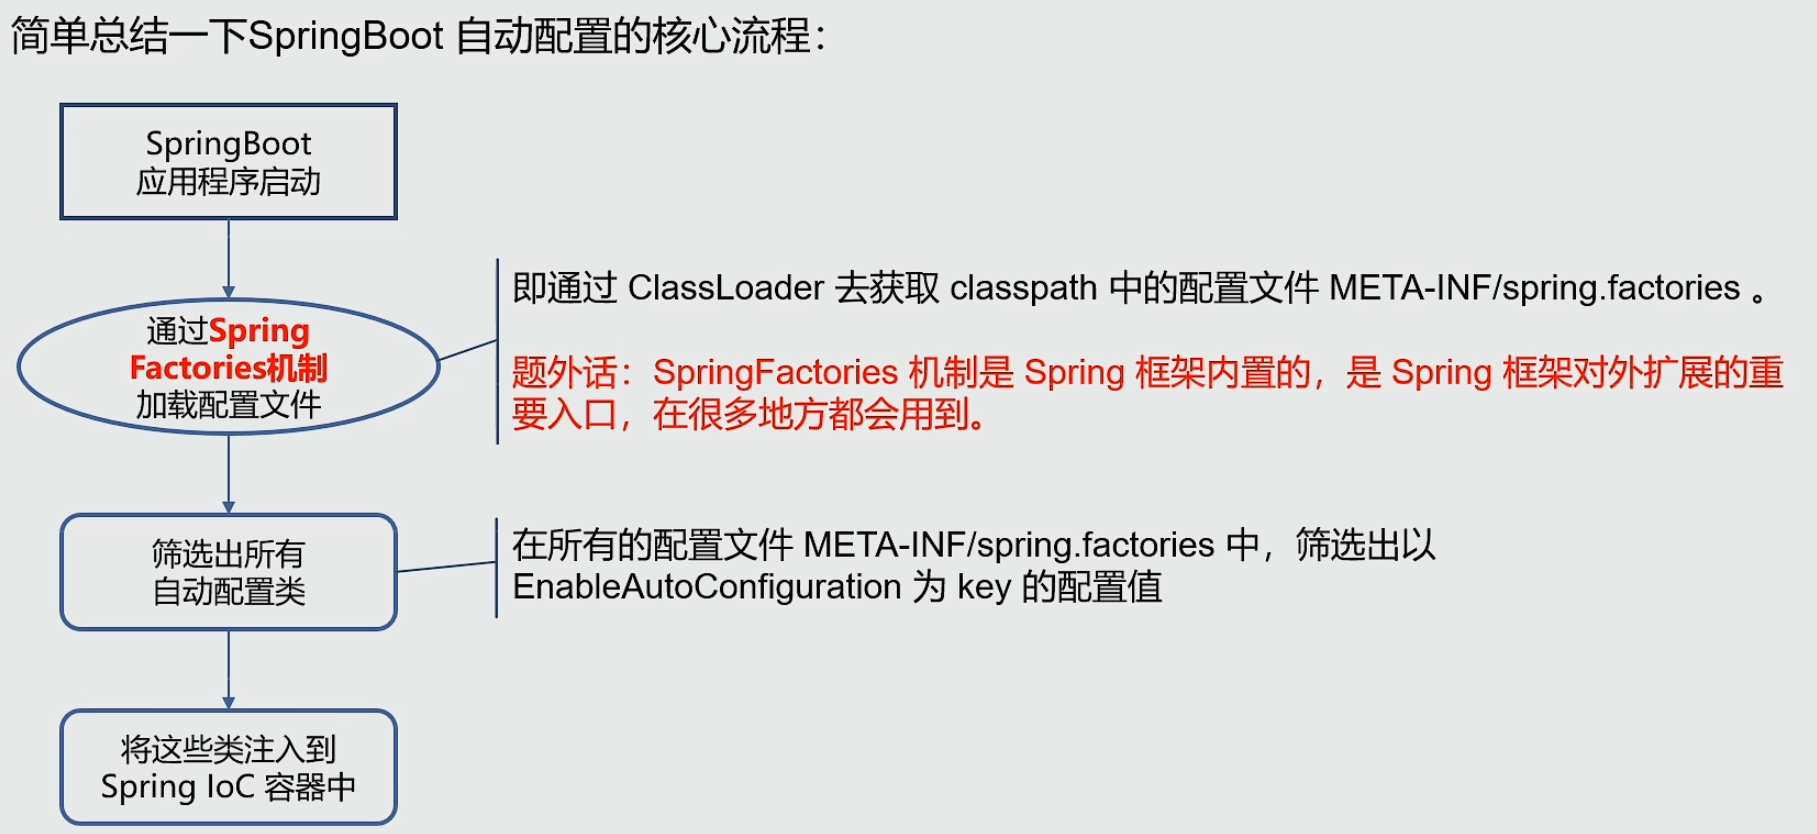 简单总结一下SpringBoot 自动配置的核心流程：
SpringBoot
应用程序启动
通过Spring
Factories机制
加载配置文件
即通过 ClassLoader 去获取 classpath 中的配置文件 META-INF/spring.factories 。
题外话：SpringFactories 机制是 Spring 框架内置的，是 Spring 框架对外扩展的重
要入口，在很多地方都会用到。
筛选出所有
自动配置类
在所有的配置文件 META-INF/spring.factories 中，筛选出以
EnableAutoConfiguration 为 key 的配置值
将这些类注入到
Spring IoC 容器中